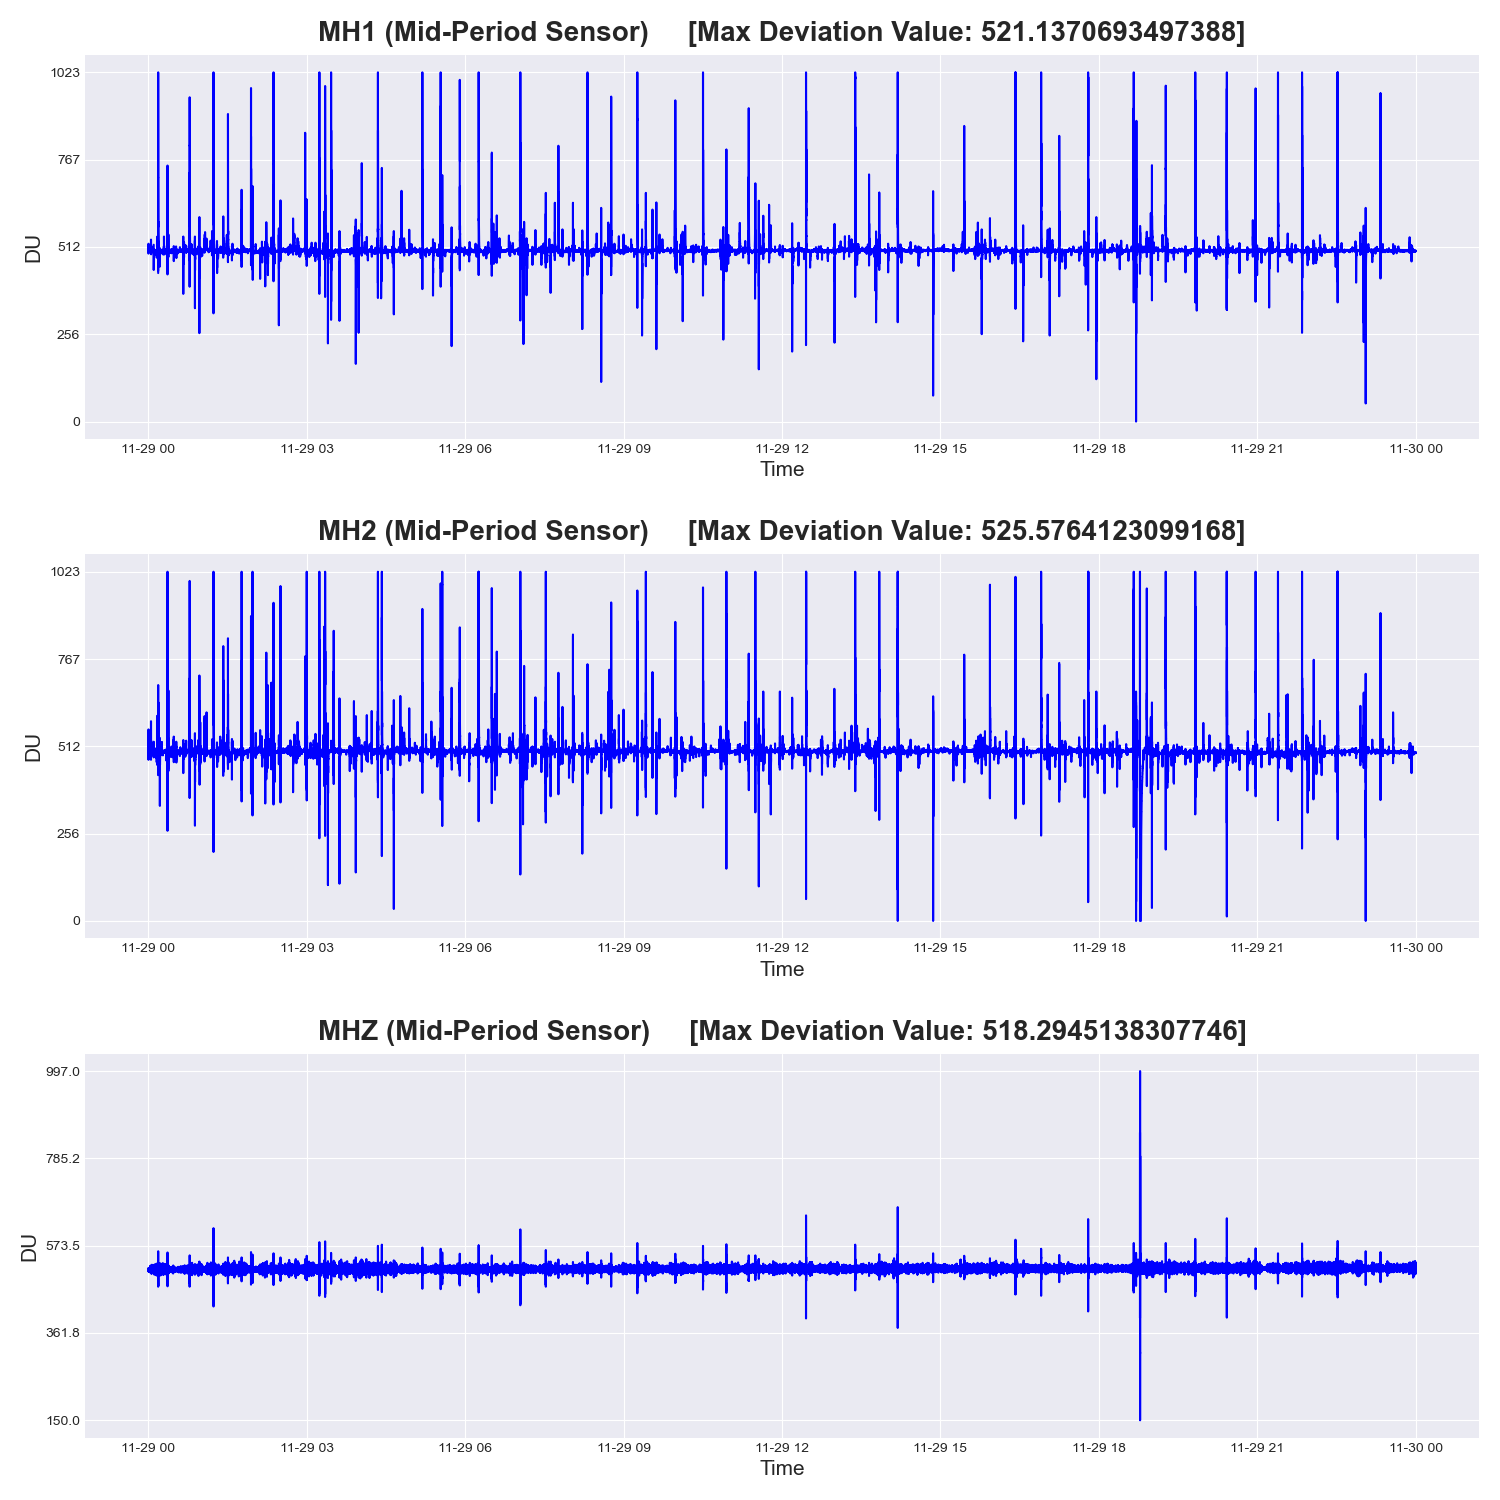 MH1 (Mid-Period Sensor) [Max Deviation Value: 521.1370693497388]
1023
767
512
256
0
DU
11-29 00 11-29 03 11-29 06 11-29 09 11-29 12 11-29 15 11-29 18 11-29 21 11-30 00
Time
MH2 (Mid-Period Sensor) [Max Deviation Value: 525.5764123099168]
1023
767
512
256
0
DU
11-29 00 11-29 03 11-29 06 11-29 09 11-29 12 11-29 15 11-29 18 11-29 21 11-30 00
Time
MHZ (Mid-Period Sensor) [Max Deviation Value: 518.2945138307746]
997.0
785.2
573.5
361.8
150.0
DU
11-29 00 11-29 03 11-29 06 11-29 09 11-29 12 11-29 15 11-29 18 11-29 21 11-30 00
Time